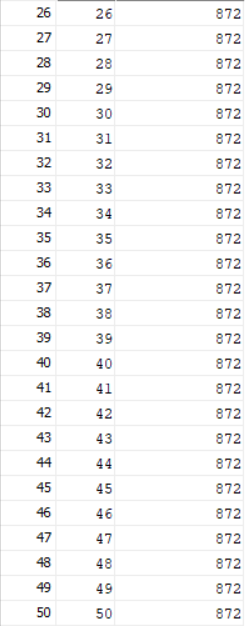 26 26 872
27 27 872
28 28 872
29 29 872
30 30 872
31 31 872
32 32 872
33 33 872
34 34 872
35 35 872
36 36 872
37 37 872
38 38 872
39 39 872
40 40 872
41 41 872
42 42 872
43 43 872
44 44 872
45 45 872
46 46 872
47 47 872
48 48 872
49 49 872
50 50 872